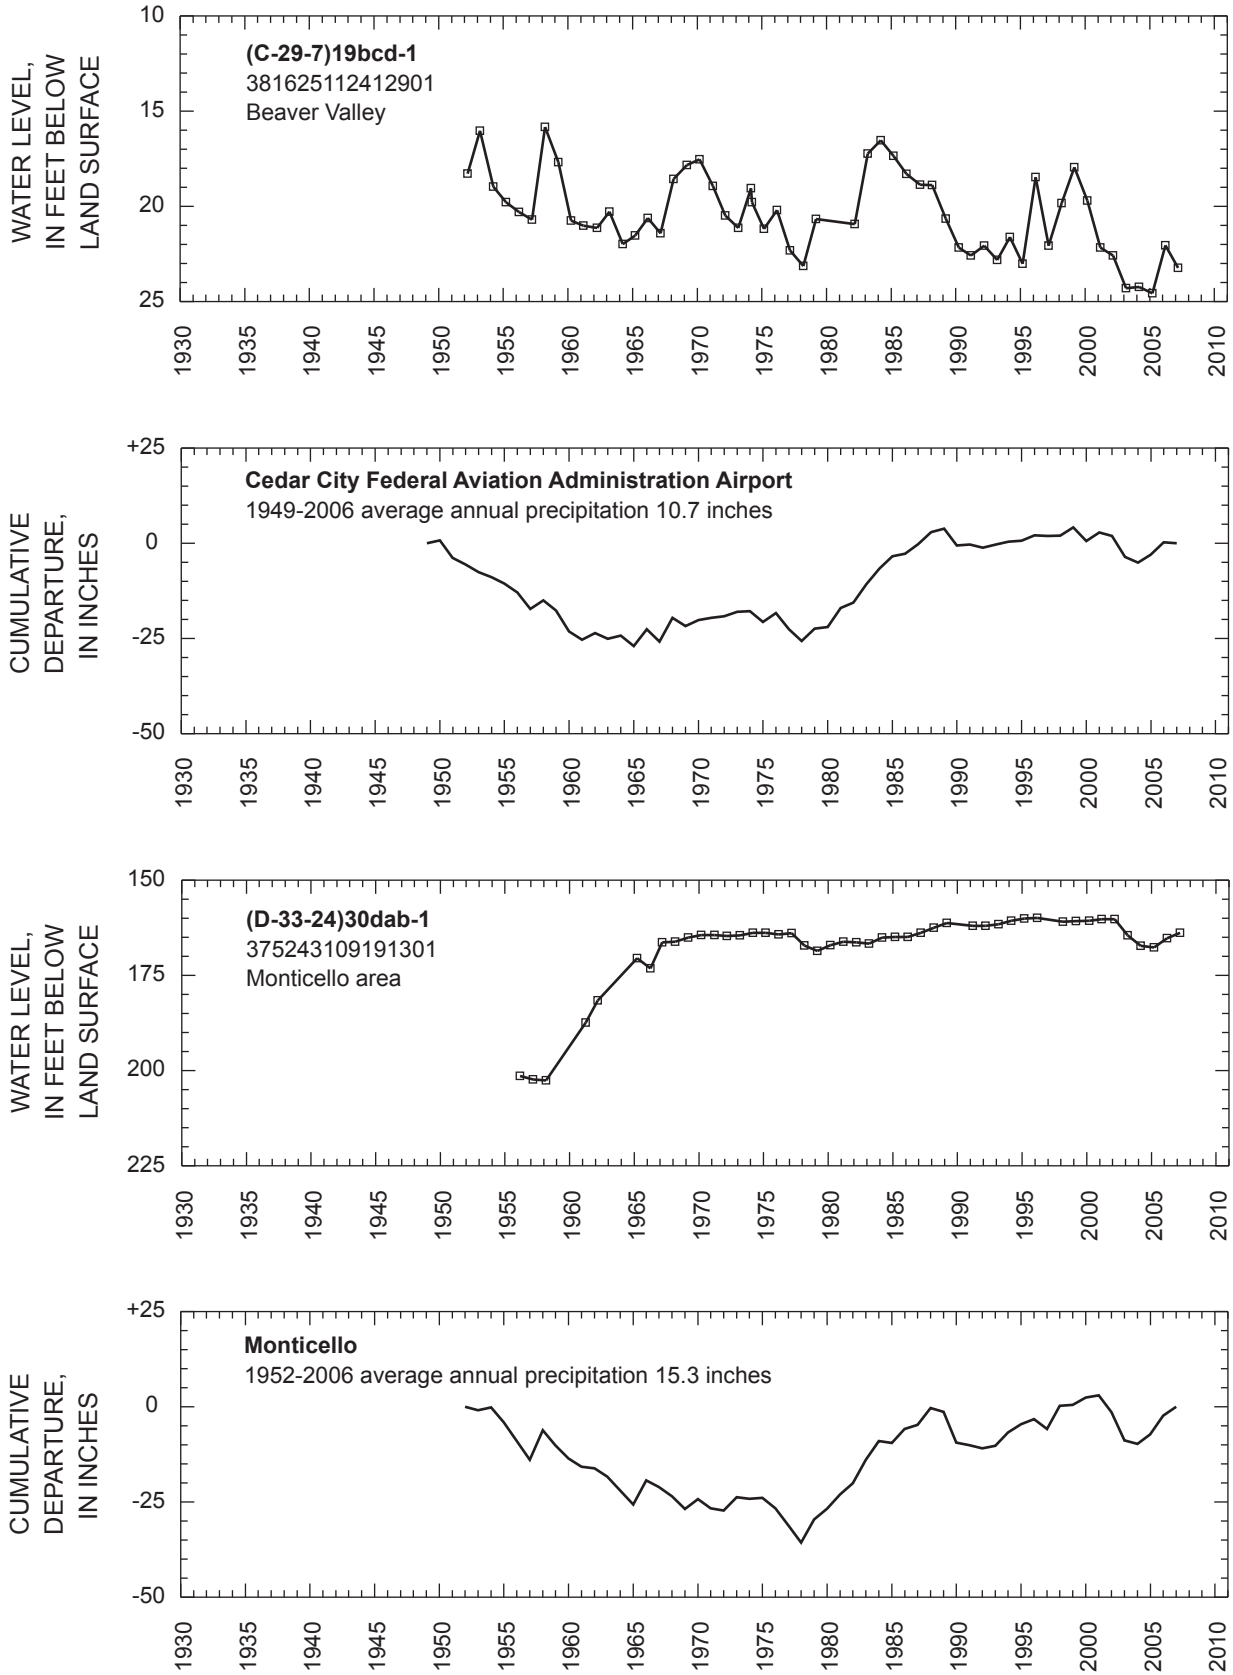 WATER LEVEL,
IN FEET BELOW
LAND SURFACE
10
15
20
25
(C-29-7)19bcd-1
381625112412901
Beaver Valley
1930 1935 1940 1945 1950 1955 1960 1965 1970 1975 1980 1985 1990 1995 2000 2005 2010
CUMULATIVE
DEPARTURE,
IN INCHES
+25
0
-25
-50
Cedar City Federal Aviation Administration Airport
1949-2006 average annual precipitation 10.7 inches
1930 1935 1940 1945 1950 1955 1960 1965 1970 1975 1980 1985 1990 1995 2000 2005 2010
WATER LEVEL,
IN FEET BELOW
LAND SURFACE
150
175
200
225
(D-33-24)30dab-1
375243109191301
Monticello area
1930 1935 1940 1945 1950 1955 1960 1965 1970 1975 1980 1985 1990 1995 2000 2005 2010
CUMULATIVE
DEPARTURE,
IN INCHES
+25
0
-25
-50
Monticello
1952-2006 average annual precipitation 15.3 inches
1930 1935 1940 1945 1950 1955 1960 1965 1970 1975 1980 1985 1990 1995 2000 2005 2010